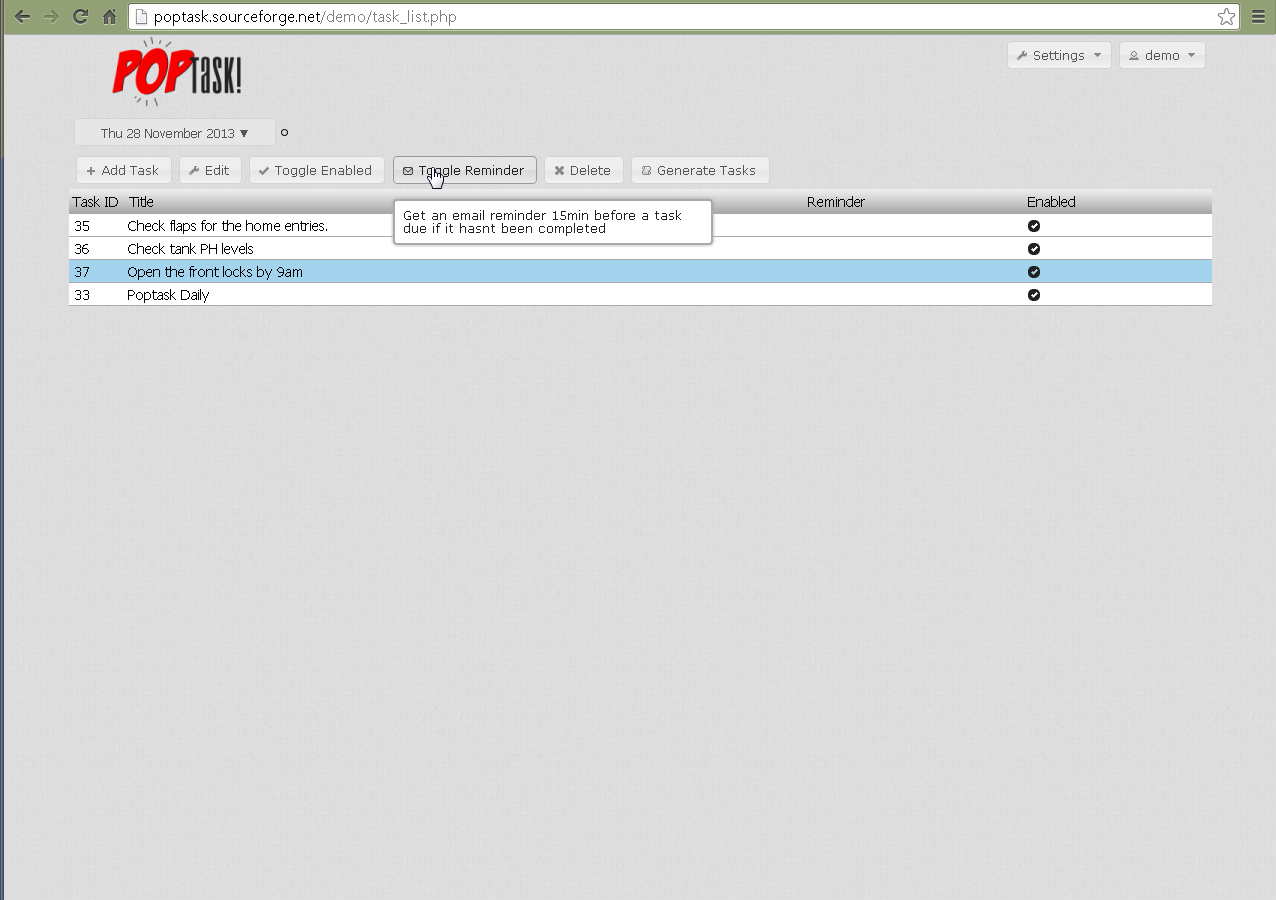 poptask.sourceforge.net/demo/task_list.php
POPTASK!
Settings demo
Thu 28 November 2013
Add Task Edit Toggle Enabled Toggle Reminder Delete Generate Tasks
Task ID Title Reminder Enabled
Get an email reminder 15min before a task
due if it hasnt been completed
35 Check flaps for the home entries.
36 Check tank PH levels
37 Open the front locks by 9am
33 Poptask Daily